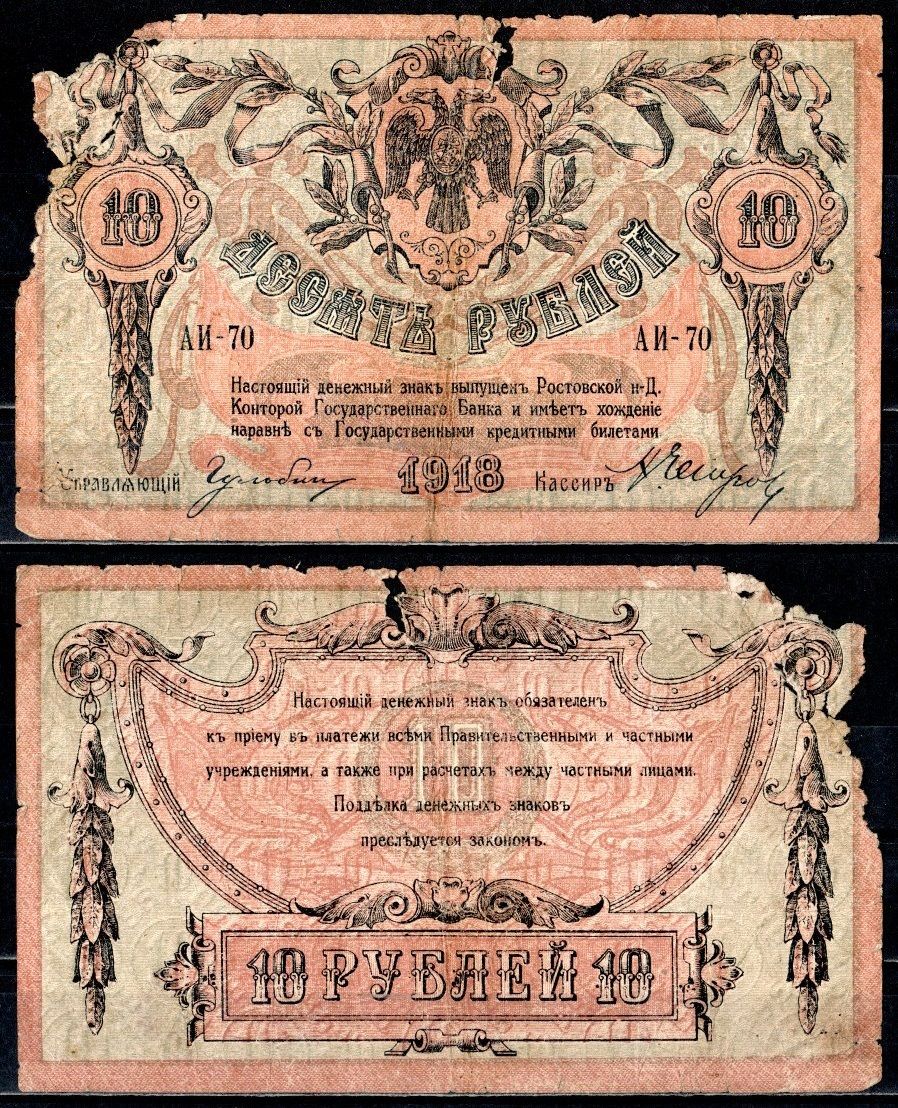 10
10
ДЕСЯТЬ РУБЛЕЙ
АИ-70
АИ-70
Настоящій денежный знакъ выпущенъ Ростовской н-Д.
Конторой Государственнаго Банка и имѣетъ хожденіе
наравнѣ съ Государственными кредитными билетами
Управляющій
1918
Кассиръ
Настоящій денежный знакъ обязателенъ
къ пріему въ платежи всѣми Правительственными и частными
учрежденіями, а также при расчетахъ между частными лицами.
Поддѣлка денежныхъ знаковъ
преслѣдуется закономъ.
10
10 РУБЛЕЙ 10